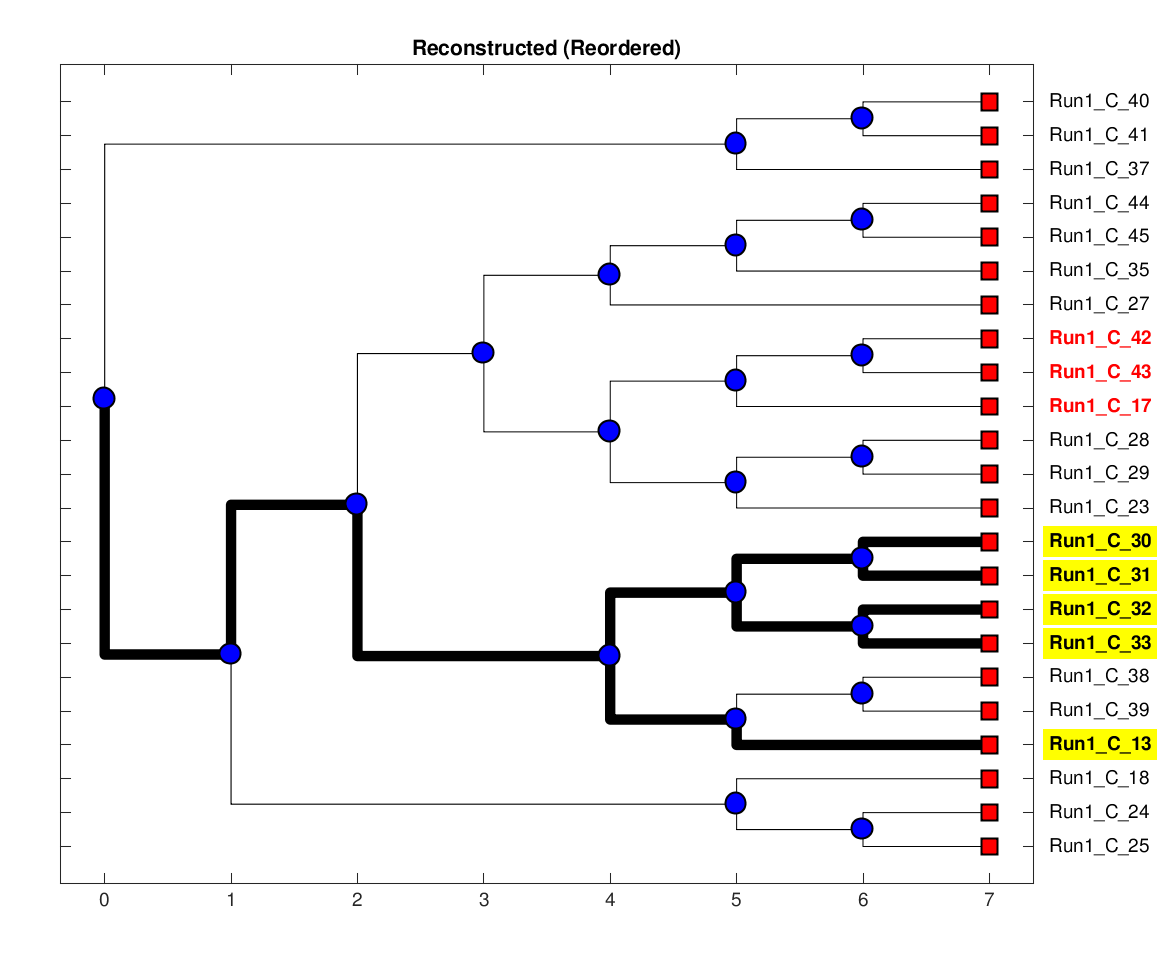 Reconstructed (Reordered)
Run1_C_40
Run1_C_41
Run1_C_37
Run1_C_44
Run1_C_45
Run1_C_35
Run1_C_27
Run1_C_42
Run1_C_43
Run1_C_17
Run1_C_28
Run1_C_29
Run1_C_23
Run1_C_30
Run1_C_31
Run1_C_32
Run1_C_33
Run1_C_38
Run1_C_39
Run1_C_13
Run1_C_18
Run1_C_24
Run1_C_25
0 1 2 3 4 5 6 7